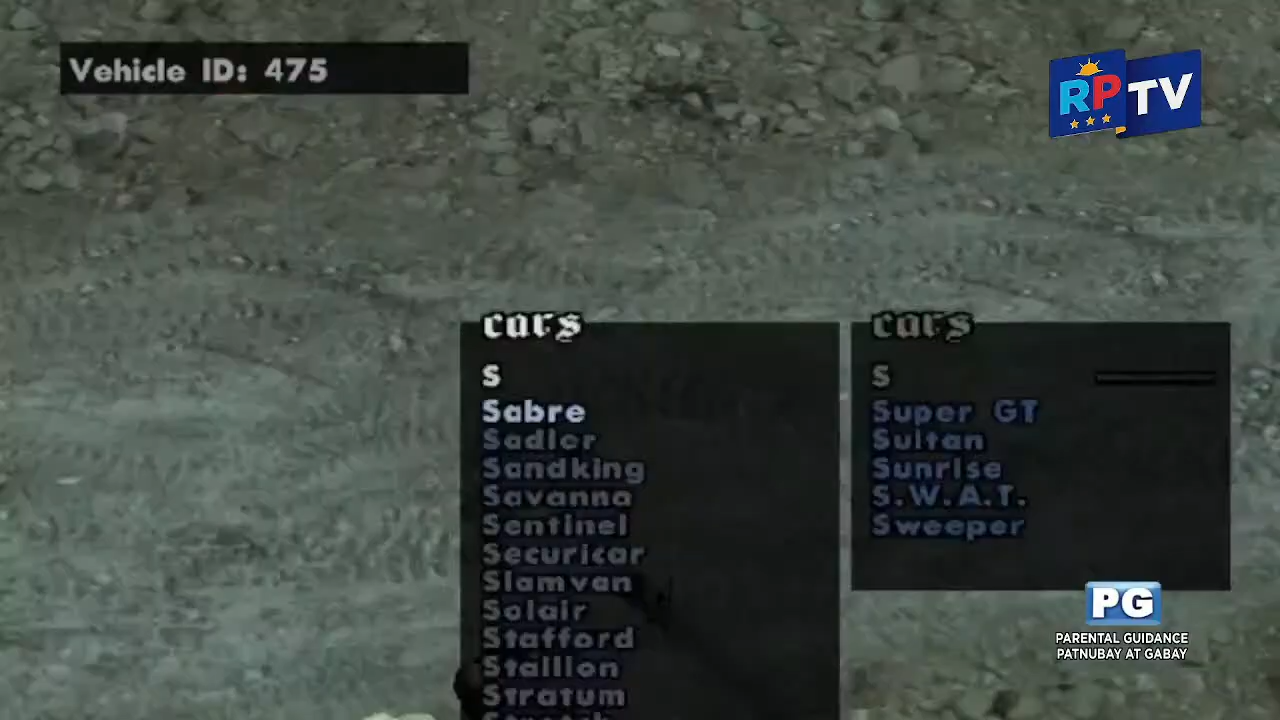 Vehicle ID: 475
RPTV
cars
S
Sabre
Sadler
Sandking
Savanna
Sentinel
Securicar
Slamvan
Solair
Stafford
Stallion
Stratum
Stretch
cars
S
Super GT
Sultan
Sunrise
S.W.A.T.
Sweeper
PG
PARENTAL GUIDANCE
PATNUBAY AT GABAY